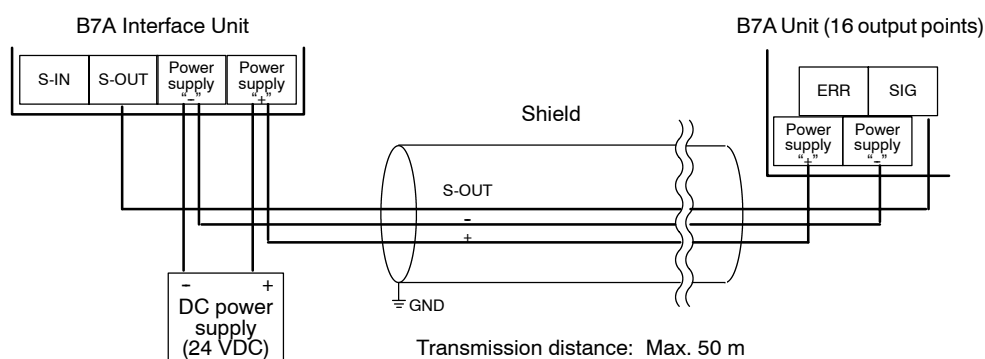 B7A Interface Unit
B7A Unit (16 output points)
S-IN
S-OUT
Power
supply
“–”
Power
supply
“+”
ERR
SIG
Power
supply
“+”
Power
supply
“–”
Shield
S-OUT
–
+
GND
– +
DC power
supply
(24 VDC)
Transmission distance: Max. 50 m